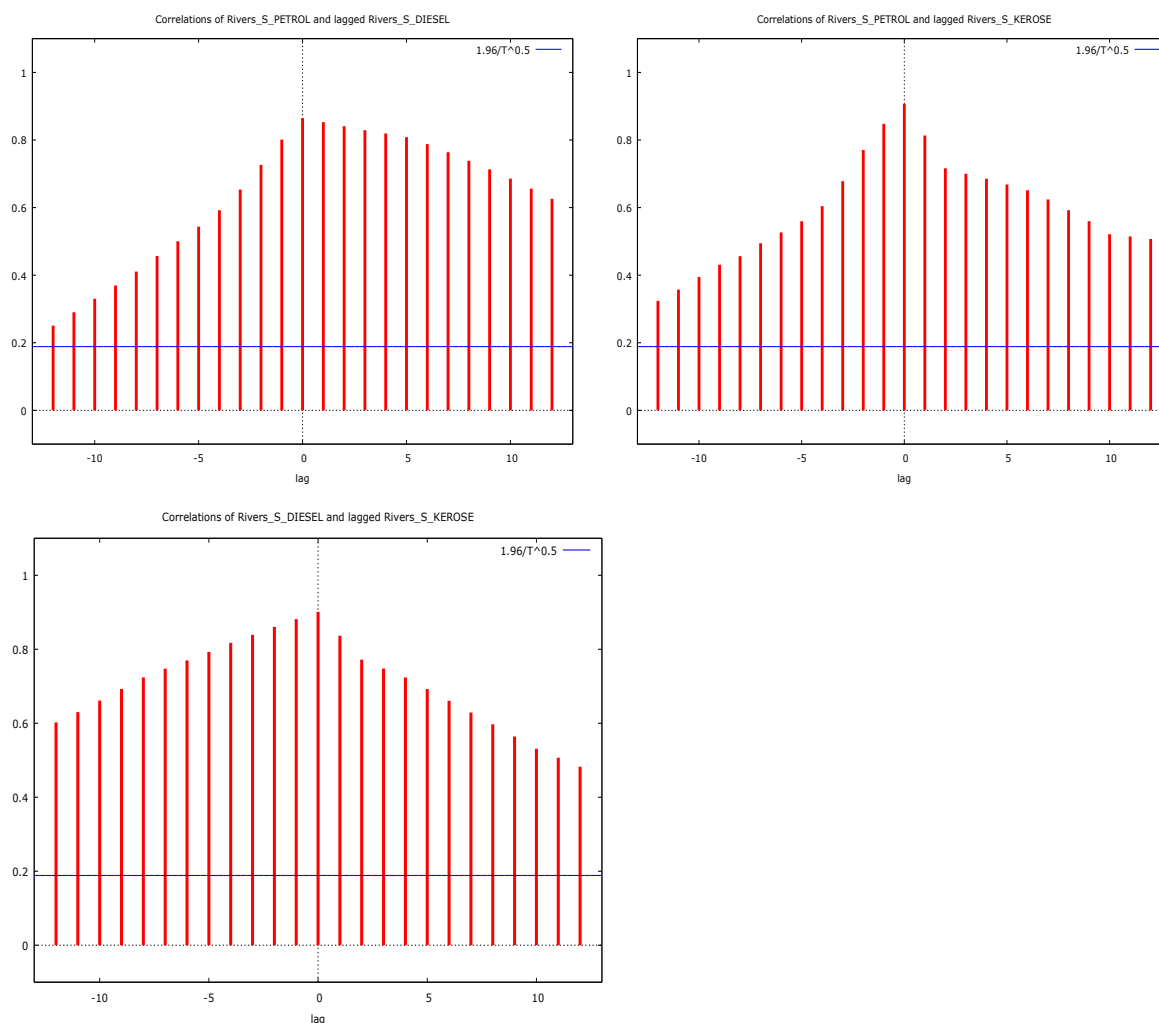 Correlations of Rivers_S_PETROL and lagged Rivers_S_DIESEL
1.96/T^0.5
1
0.8
0.6
0.4
0.2
0
-10 -5 0 5 10
lag
Correlations of Rivers_S_PETROL and lagged Rivers_S_KEROSE
1.96/T^0.5
1
0.8
0.6
0.4
0.2
0
-10 -5 0 5 10
lag
Correlations of Rivers_S_DIESEL and lagged Rivers_S_KEROSE
1.96/T^0.5
1
0.8
0.6
0.4
0.2
0
-10 -5 0 5 10
lag